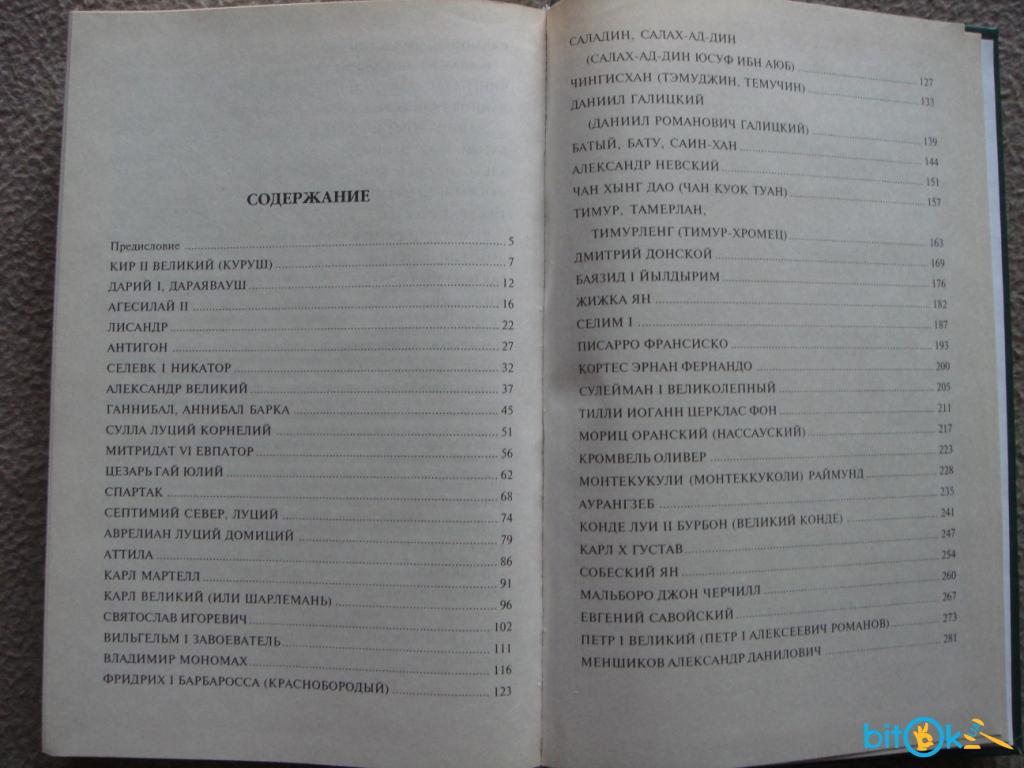 СОДЕРЖАНИЕ
Предисловие 5
КИР II ВЕЛИКИЙ (КУРУШ) 7
ДАРИЙ I, ДАРАЯВАУШ 12
АГЕСИЛАЙ II 16
ЛИСАНДР 22
АНТИГОН 27
СЕЛЕВК I НИКАТОР 32
АЛЕКСАНДР ВЕЛИКИЙ 37
ГАННИБАЛ, АННИБАЛ БАРКА 45
СУЛЛА ЛУЦИЙ КОРНЕЛИЙ 51
МИТРИДАТ VI ЕВПАТОР 56
ЦЕЗАРЬ ГАЙ ЮЛИЙ 62
СПАРТАК 68
СЕПТИМИЙ СЕВЕР, ЛУЦИЙ 74
АВРЕЛИАН ЛУЦИЙ ДОМИЦИЙ 79
АТТИЛА 86
КАРЛ МАРТЕЛЛ 91
КАРЛ ВЕЛИКИЙ (ИЛИ ШАРЛЕМАНЬ) 96
СВЯТОСЛАВ ИГОРЕВИЧ 102
ВИЛЬГЕЛЬМ I ЗАВОЕВАТЕЛЬ 111
ВЛАДИМИР МОНОМАХ 116
ФРИДРИХ I БАРБАРОССА (КРАСНОБОРОДЫЙ) 123
САЛАДИН, САЛАХ-АД-ДИН
(САЛАХ-АД-ДИН ЮСУФ ИБН АЮБ) 127
ЧИНГИСХАН (ТЭМУДЖИН, ТЕМУЧИН) 133
ДАНИИЛ ГАЛИЦКИЙ
(ДАНИИЛ РОМАНОВИЧ ГАЛИЦКИЙ) 139
БАТЫЙ, БАТУ, САИН-ХАН 144
АЛЕКСАНДР НЕВСКИЙ 151
ЧАН ХЫНГ ДАО (ЧАН КУОК ТУАН) 157
ТИМУР, ТАМЕРЛАН,
ТИМУРЛЕНГ (ТИМУР-ХРОМЕЦ) 163
ДМИТРИЙ ДОНСКОЙ 169
БАЯЗИД I ЙЫЛДЫРИМ 176
ЖИЖКА ЯН 182
СЕЛИМ I 187
ПИСАРРО ФРАНСИСКО 193
КОРТЕС ЭРНАН ФЕРНАНДО 200
СУЛЕЙМАН I ВЕЛИКОЛЕПНЫЙ 205
ТИЛЛИ ИОГАНН ЦЕРКЛАС ФОН 211
МОРИЦ ОРАНСКИЙ (НАССАУСКИЙ) 217
КРОМВЕЛЬ ОЛИВЕР 223
МОНТЕКУКУЛИ (МОНТЕККУКОЛИ) РАЙМУНД 228
АУРАНГЗЕБ 235
КОНДЕ ЛУИ II БУРБОН (ВЕЛИКИЙ КОНДЕ) 241
КАРЛ X ГУСТАВ 247
СОБЕСКИЙ ЯН 254
МАЛЬБОРО ДЖОН ЧЕРЧИЛЛ 260
ЕВГЕНИЙ САВОЙСКИЙ 267
ПЕТР I ВЕЛИКИЙ (ПЕТР I АЛЕКСЕЕВИЧ РОМАНОВ) 273
МЕНШИКОВ АЛЕКСАНДР ДАНИЛОВИЧ 281
bitOk